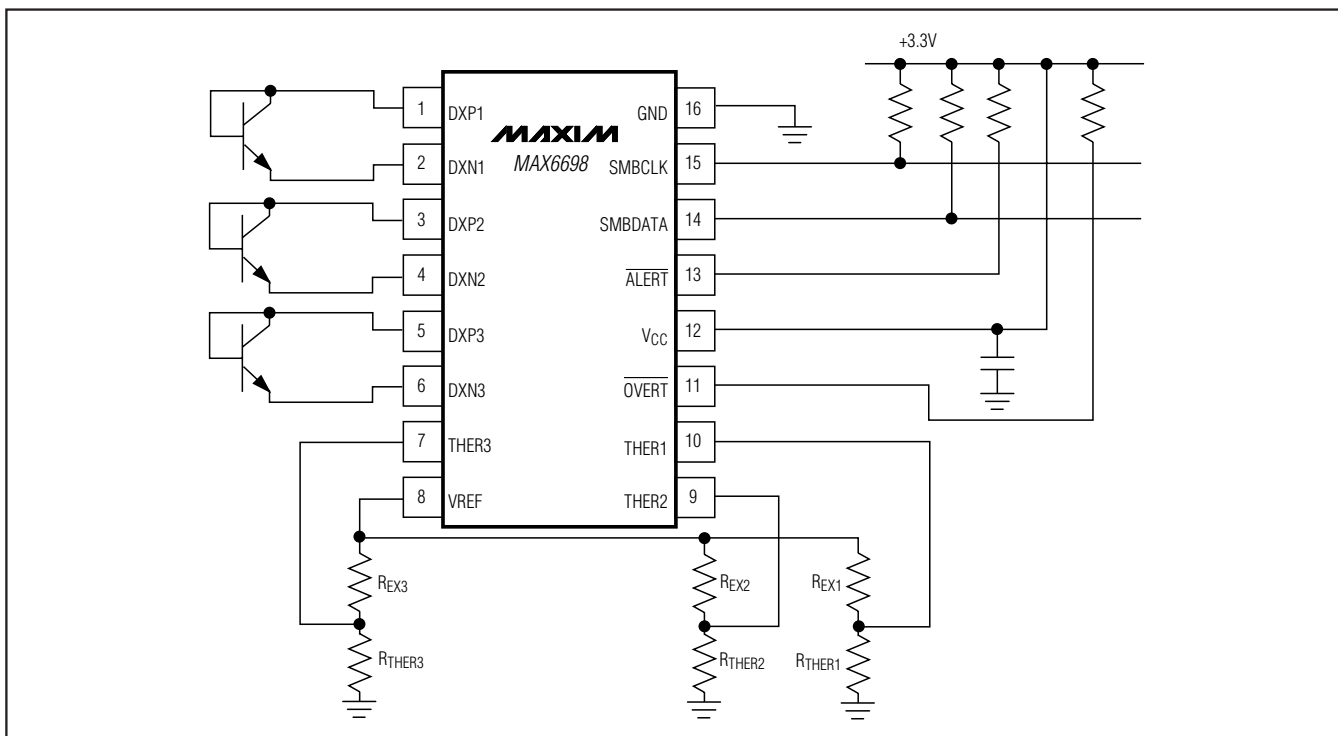 +3.3V
MAXIM
MAX6698
1 DXP1
2 DXN1
3 DXP2
4 DXN2
5 DXP3
6 DXN3
7 THER3
8 VREF
GND 16
SMBCLK 15
SMBDATA 14
ALERT 13
VCC 12
OVERT 11
THER1 10
THER2 9
REX3
RTHER3
REX2
RTHER2
REX1
RTHER1